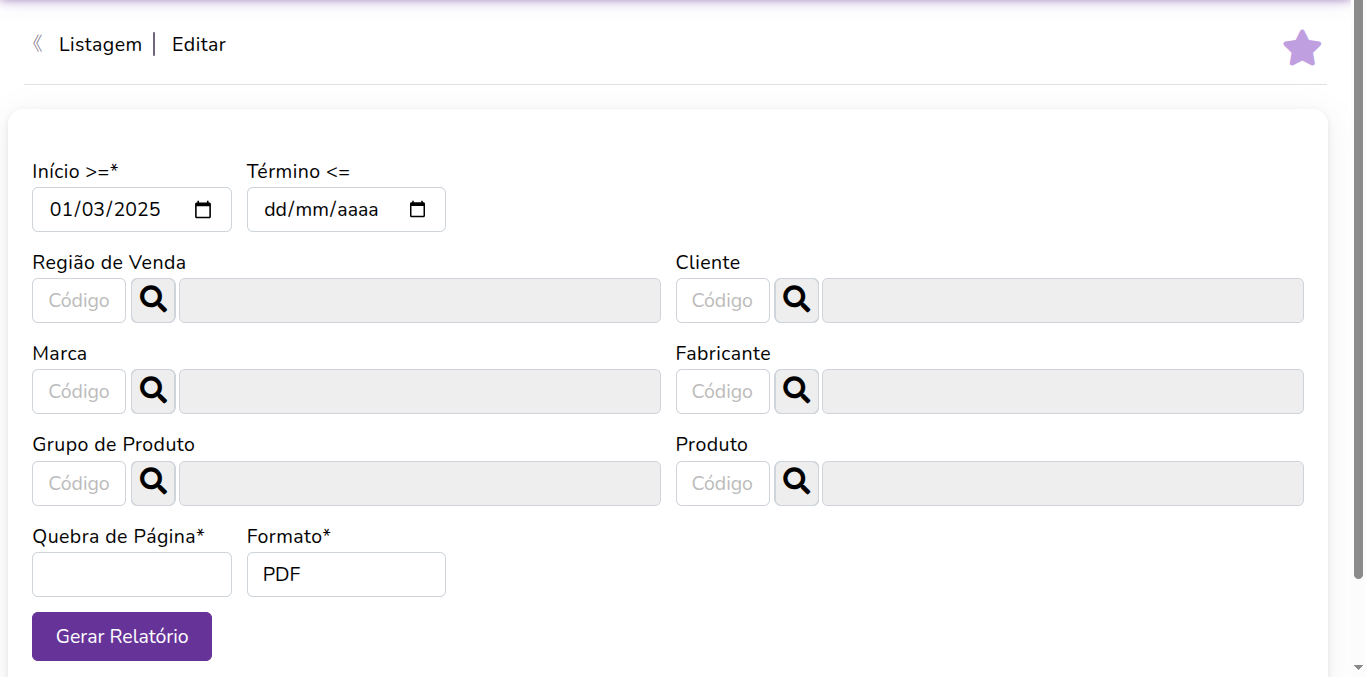 《 Listagem | Editar
Início >=* Término <=
01/03/2025 dd/mm/aaaa
Região de Venda Cliente
Código Código
Marca Fabricante
Código Código
Grupo de Produto Produto
Código Código
Quebra de Página* Formato*
PDF
Gerar Relatório